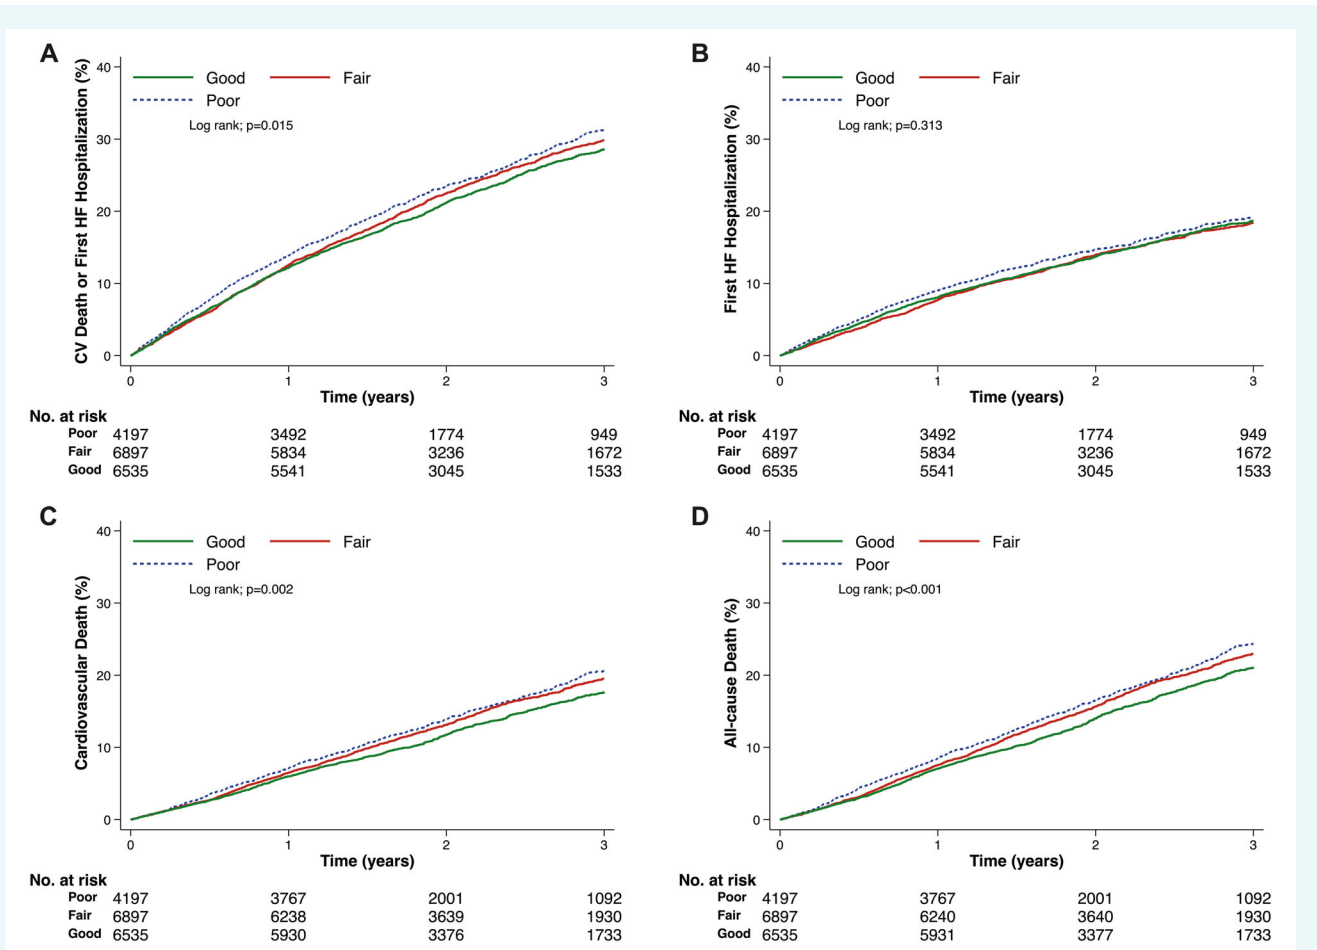 A
CV Death or First HF Hospitalization (%)
40
30
20
10
0
Good Fair
Poor
Log rank; p=0.015
0 1 2 3
Time (years)
No. at risk
Poor 4197 3492 1774 949
Fair 6897 5834 3236 1672
Good 6535 5541 3045 1533
B
First HF Hospitalization (%)
40
30
20
10
0
Good Fair
Poor
Log rank; p=0.313
0 1 2 3
Time (years)
No. at risk
Poor 4197 3492 1774 949
Fair 6897 5834 3236 1672
Good 6535 5541 3045 1533
C
Cardiovascular Death (%)
40
30
20
10
0
Good Fair
Poor
Log rank; p=0.002
0 1 2 3
Time (years)
No. at risk
Poor 4197 3767 2001 1092
Fair 6897 6238 3639 1930
Good 6535 5930 3376 1733
D
All-cause Death (%)
40
30
20
10
0
Good Fair
Poor
Log rank; p<0.001
0 1 2 3
Time (years)
No. at risk
Poor 4197 3767 2001 1092
Fair 6897 6240 3640 1930
Good 6535 5931 3377 1733